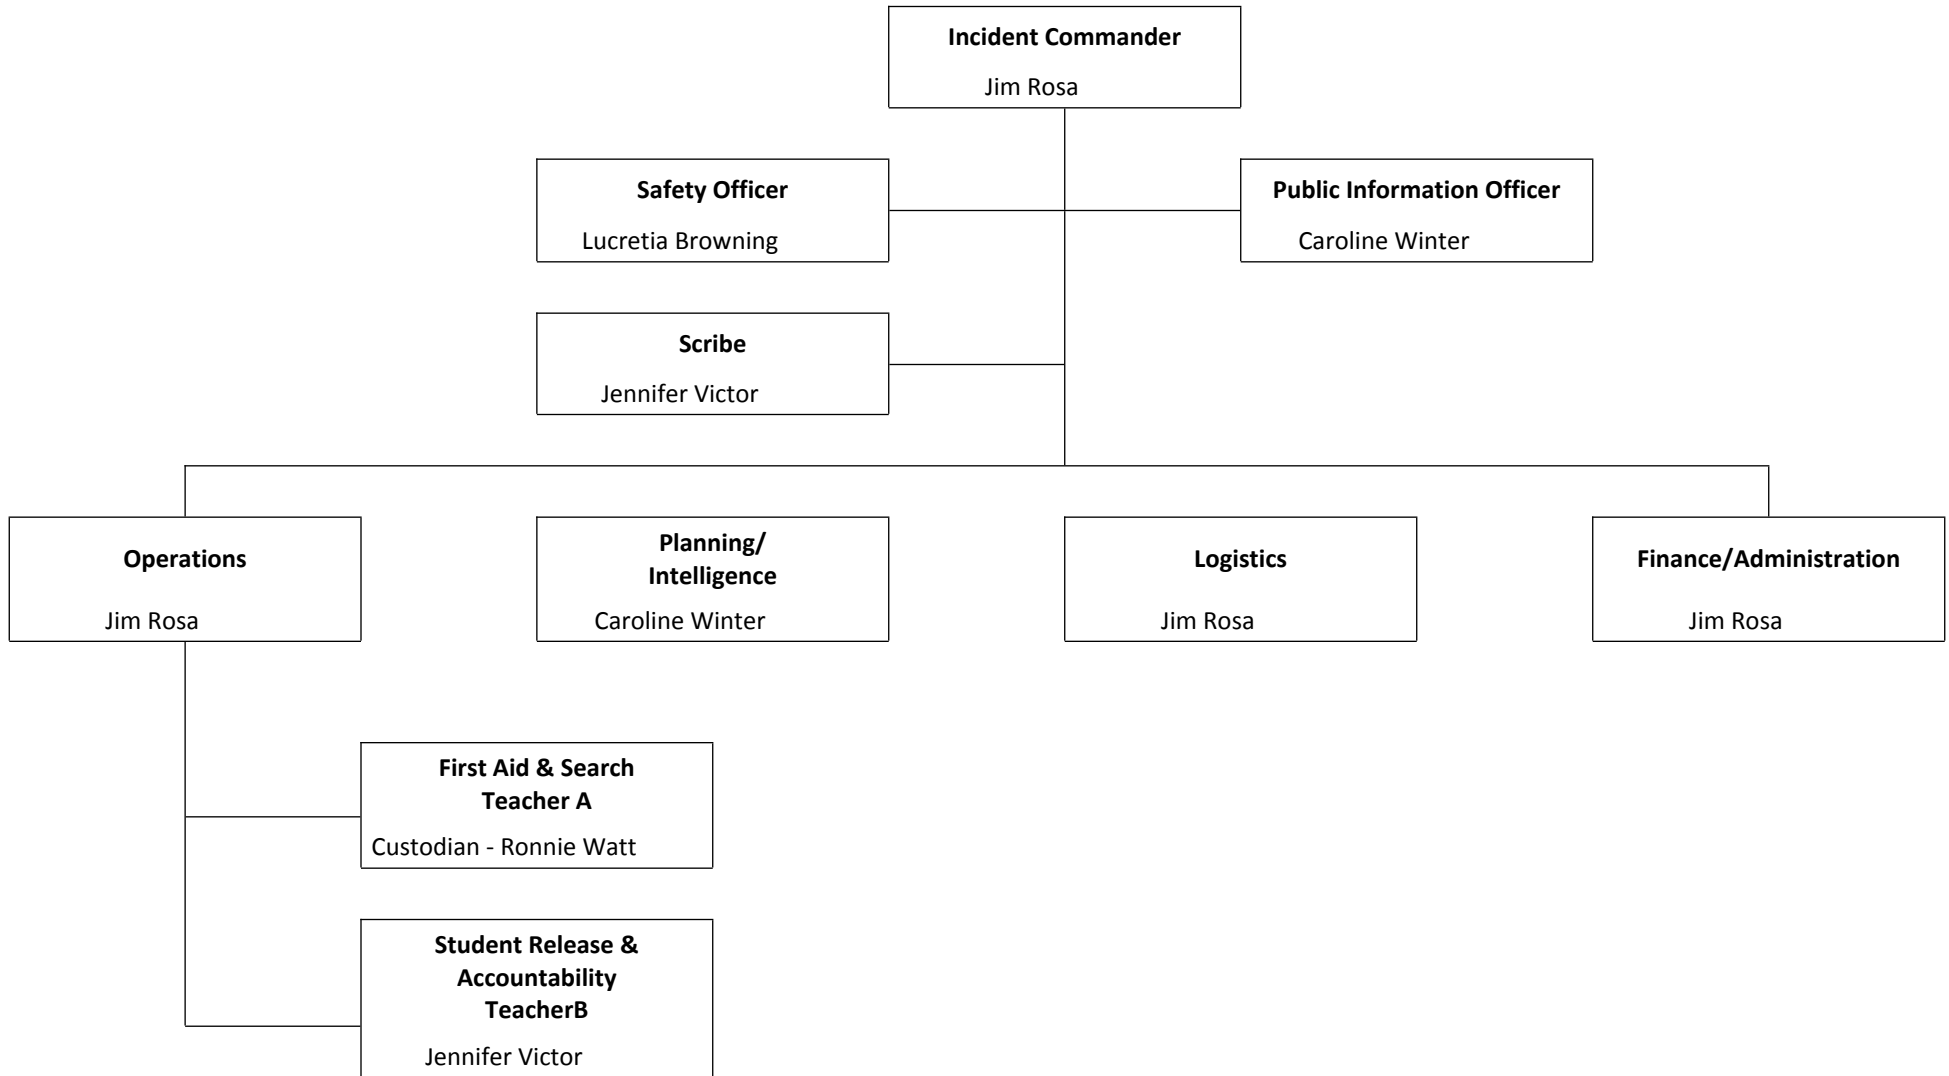 Incident Commander
Jim Rosa
Safety Officer
Lucretia Browning
Public Information Officer
Caroline Winter
Scribe
Jennifer Victor
Operations
Jim Rosa
Planning/
Intelligence
Caroline Winter
Logistics
Jim Rosa
Finance/Administration
Jim Rosa
First Aid & Search
Teacher A
Custodian - Ronnie Watt
Student Release &
Accountability
TeacherB
Jennifer Victor